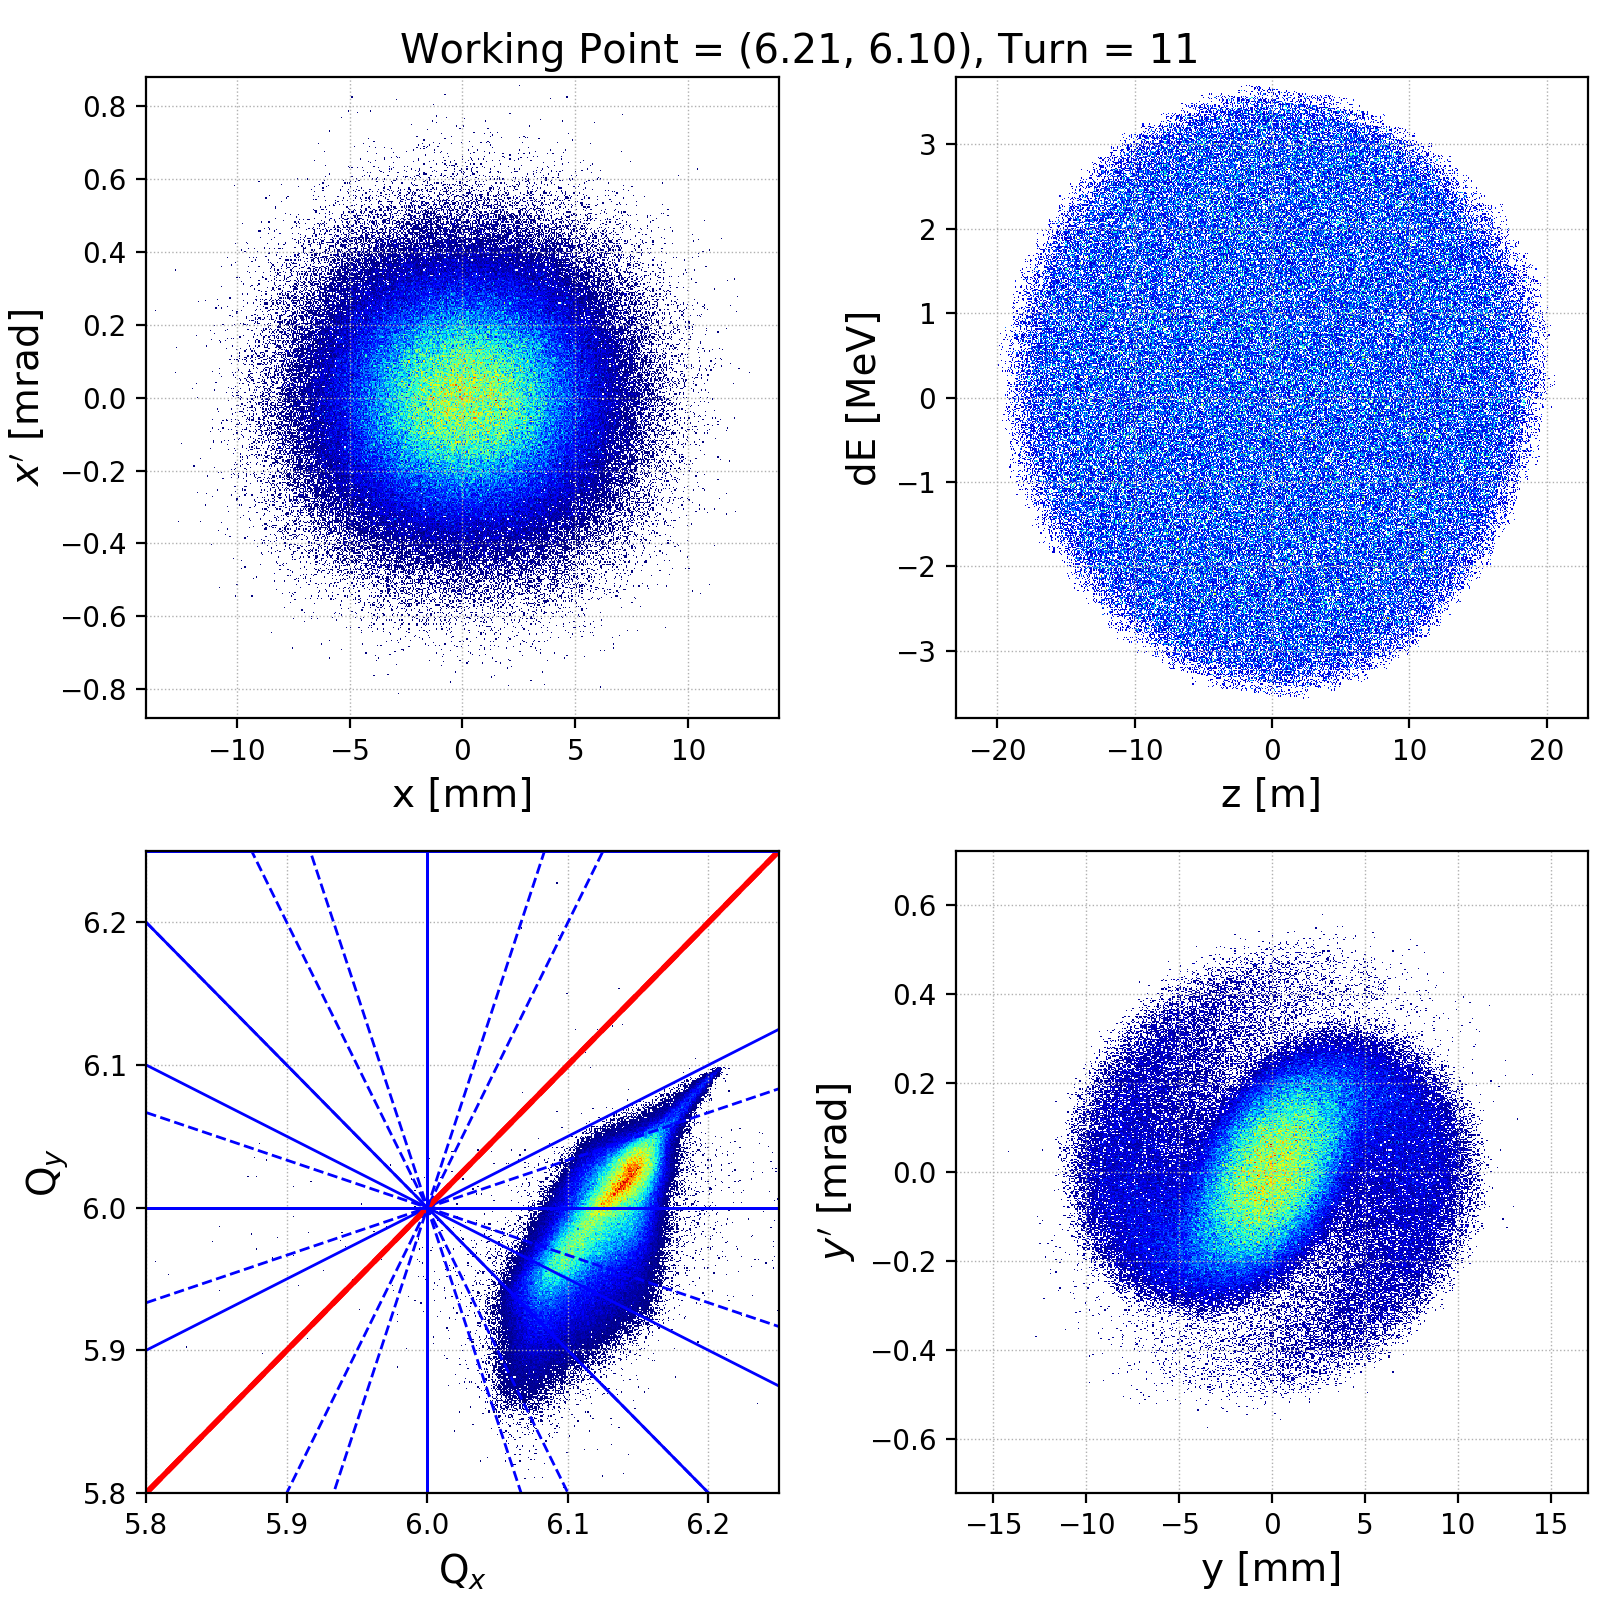 Working Point = (6.21, 6.10), Turn = 11
0.8
0.6
0.4
0.2
0.0
−0.2
−0.4
−0.6
−0.8
x′ [mrad]
−10 −5 0 5 10
x [mm]
3
2
1
0
−1
−2
−3
dE [MeV]
−20 −10 0 10 20
z [m]
6.2
6.1
6.0
5.9
5.8
Qy
5.8 5.9 6.0 6.1 6.2
Qx
0.6
0.4
0.2
0.0
−0.2
−0.4
−0.6
y′ [mrad]
−15 −10 −5 0 5 10 15
y [mm]